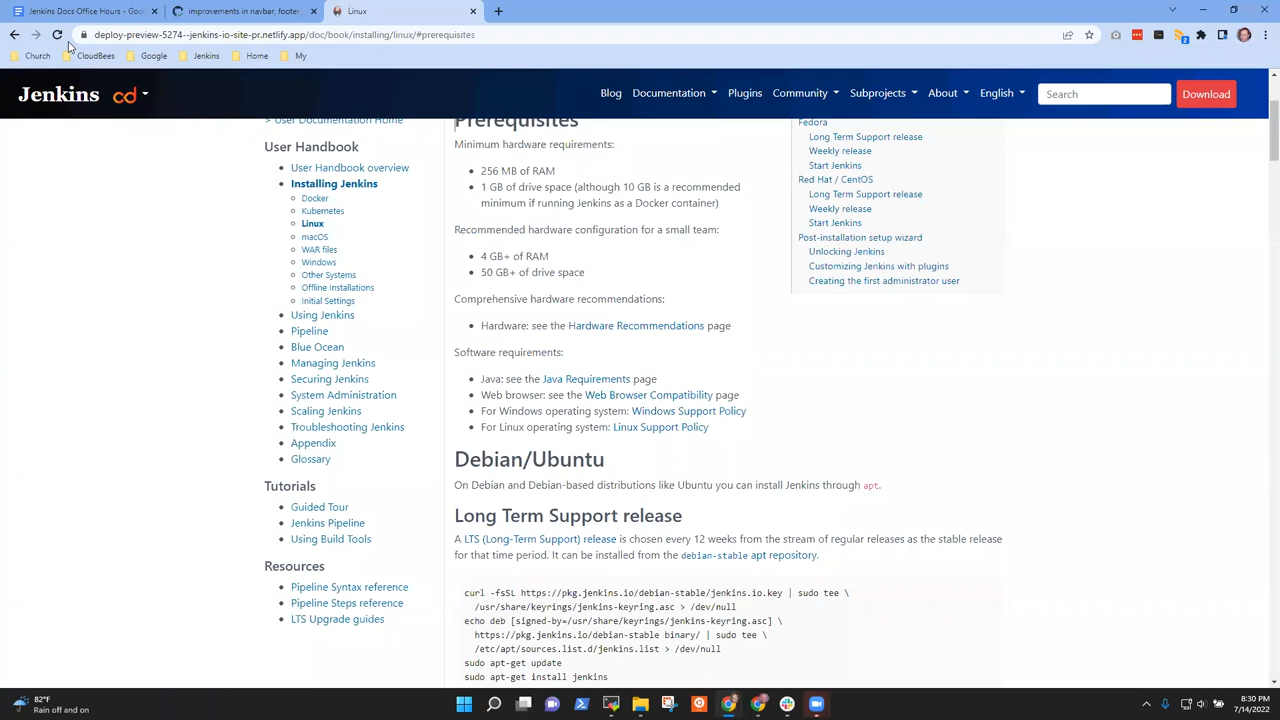 Jenkins Docs Office Hours - Goo
improvements in navbar, footer
Linux
deploy-preview-5274--jenkins-io-site-pr.netlify.app/doc/book/installing/linux/#prerequisites
Church
CloudBees
Google
Jenkins
Home
My
Jenkins
cd
Blog
Documentation
Plugins
Community
Subprojects
About
English
Search
Download
> User Documentation Home
User Handbook
User Handbook overview
Installing Jenkins
Docker
Kubernetes
Linux
macOS
WAR files
Windows
Other Systems
Offline Installations
Initial Settings
Using Jenkins
Pipeline
Blue Ocean
Managing Jenkins
Securing Jenkins
System Administration
Scaling Jenkins
Troubleshooting Jenkins
Appendix
Glossary
Tutorials
Guided Tour
Jenkins Pipeline
Using Build Tools
Resources
Pipeline Syntax reference
Pipeline Steps reference
LTS Upgrade guides
Prerequisites
Minimum hardware requirements:
256 MB of RAM
1 GB of drive space (although 10 GB is a recommended
minimum if running Jenkins as a Docker container)
Recommended hardware configuration for a small team:
4 GB+ of RAM
50 GB+ of drive space
Comprehensive hardware recommendations:
Hardware: see the Hardware Recommendations page
Software requirements:
Java: see the Java Requirements page
Web browser: see the Web Browser Compatibility page
For Windows operating system: Windows Support Policy
For Linux operating system: Linux Support Policy
Debian/Ubuntu
On Debian and Debian-based distributions like Ubuntu you can install Jenkins through apt.
Long Term Support release
A LTS (Long-Term Support) release is chosen every 12 weeks from the stream of regular releases as the stable release
for that time period. It can be installed from the debian-stable apt repository.
curl -fsSL https://pkg.jenkins.io/debian-stable/jenkins.io.key | sudo tee \
/usr/share/keyrings/jenkins-keyring.asc > /dev/null
echo deb [signed-by=/usr/share/keyrings/jenkins-keyring.asc] \
https://pkg.jenkins.io/debian-stable binary/ | sudo tee \
/etc/apt/sources.list.d/jenkins.list > /dev/null
sudo apt-get update
sudo apt-get install jenkins
Fedora
Long Term Support release
Weekly release
Start Jenkins
Red Hat / CentOS
Long Term Support release
Weekly release
Start Jenkins
Post-installation setup wizard
Unlocking Jenkins
Customizing Jenkins with plugins
Creating the first administrator user
82°F
Rain off and on
8:30 PM
7/14/2022